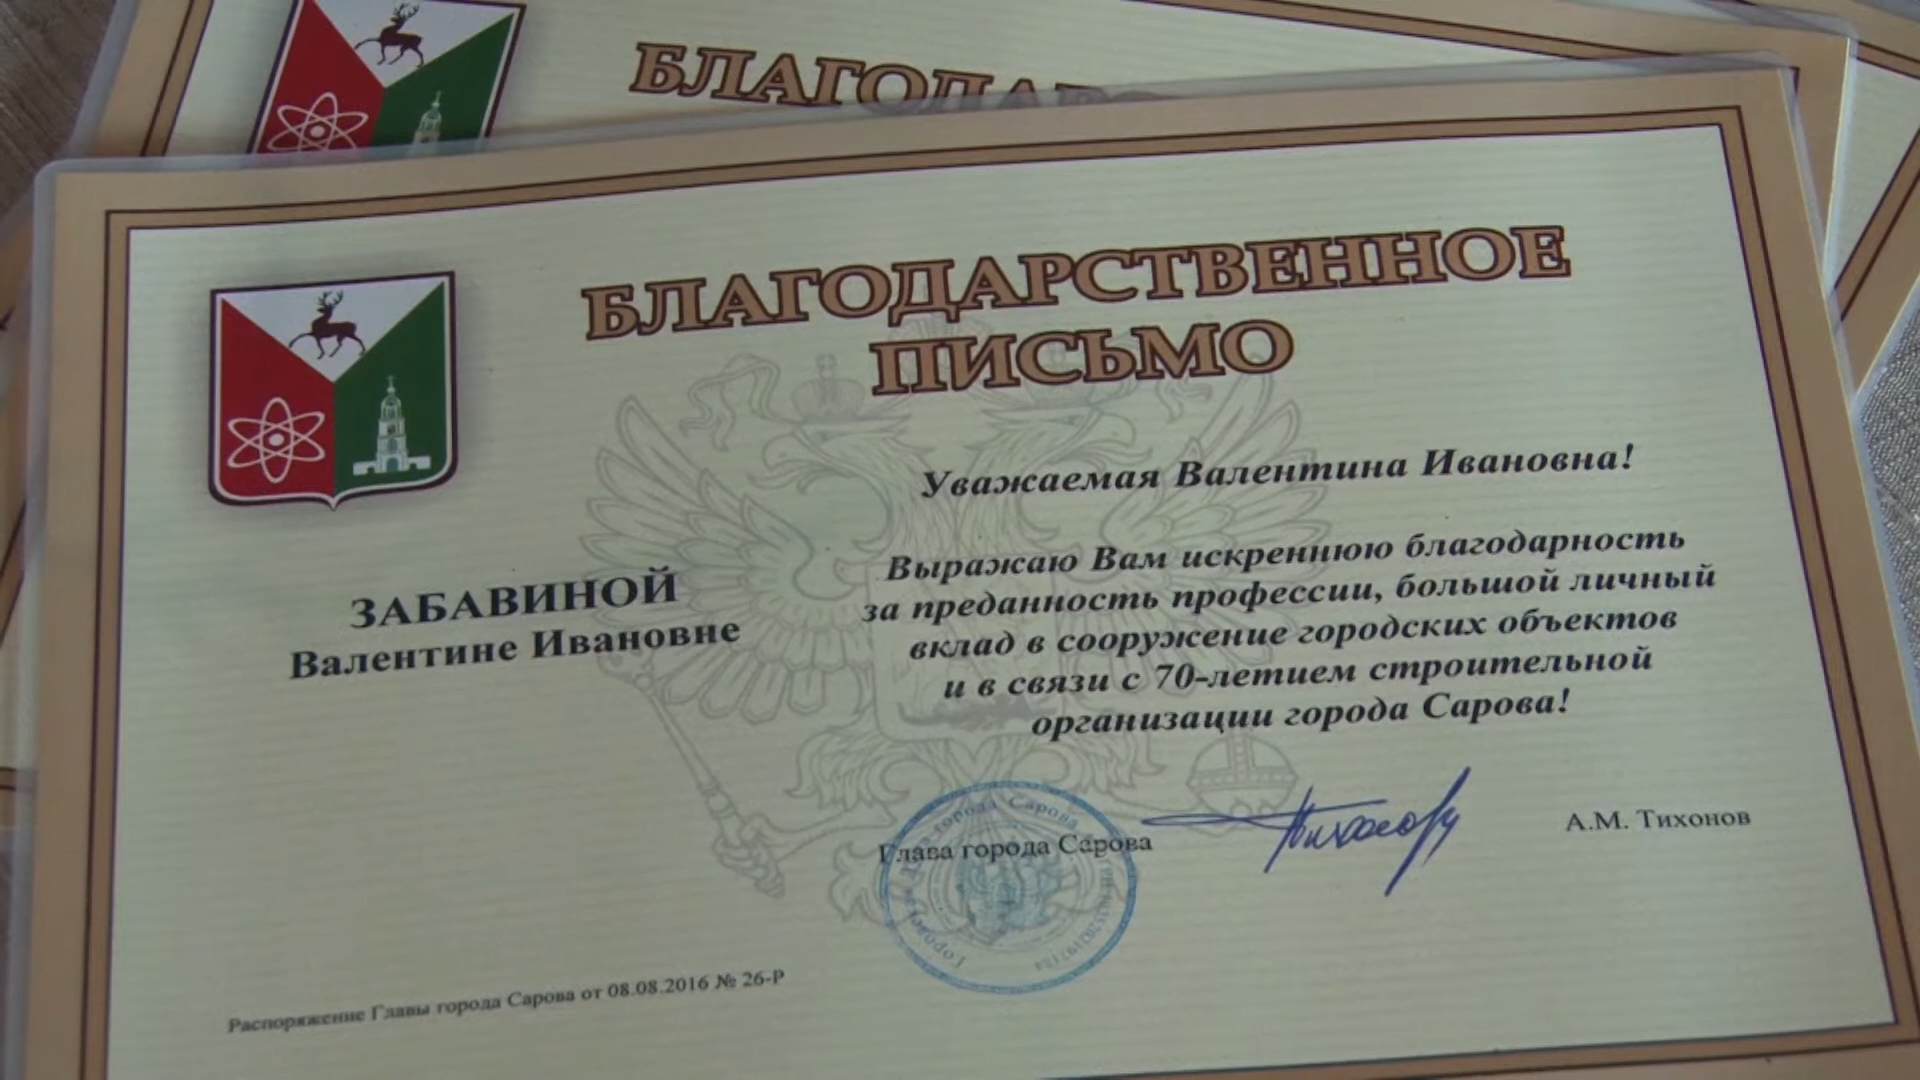 БЛАГОДАРСТВЕННОЕ
ПИСЬМО
Уважаемая Валентина Ивановна!
ЗАБАВИНОЙ
Валентине Ивановне
Выражаю Вам искреннюю благодарность
за преданность профессии, большой личный
вклад в сооружение городских объектов
и в связи с 70-летием строительной
организации города Сарова!
Глава города Сарова
А.М. Тихонов
Распоряжение Главы города Сарова от 08.08.2016 № 26-Р